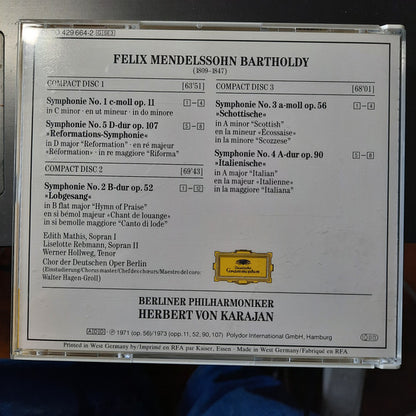 429 664-2 GH3
FELIX MENDELSSOHN BARTHOLDY
(1809-1847)
COMPACT DISC 1 [63'51]
Symphonie No. 1 c-moll op. 11 1–4
in C minor · en ut mineur · in do minore
Symphonie No. 5 D-dur op. 107 5–8
»Reformations-Symphonie«
in D major "Reformation" · en ré majeur
«Réformation» · in re maggiore "Riforma"
COMPACT DISC 2 [69'43]
Symphonie No. 2 B-dur op. 52 1–12
»Lobgesang«
in B flat major "Hymn of Praise"
en si bémol majeur «Chant de louange»
in si bemolle maggiore "Canto di lode"
Edith Mathis, Sopran I
Liselotte Rebmann, Sopran II
Werner Hollweg, Tenor
Chor der Deutschen Oper Berlin
(Einstudierung/Chorus master/Chef des chœurs/Maestro del coro:
Walter Hagen-Groll)
COMPACT DISC 3 [68'01]
Symphonie No. 3 a-moll op. 56 1–4
»Schottische«
in A minor "Scottish"
en la mineur «Écossaise»
in la minore "Scozzese"
Symphonie No. 4 A-dur op. 90 5–8
»Italienische«
in A major "Italian"
en la majeur «Italienne»
in la maggiore "Italiana"
Deutsche
Grammophon
BERLINER PHILHARMONIKER
HERBERT VON KARAJAN
ADD ℗ 1971 (op. 56)/1973 (opp. 11, 52, 90, 107) Polydor International GmbH, Hamburg
Printed in West Germany by/Imprimé en RFA par Kaiser, Essen · Made in West Germany/Fabriqué en RFA